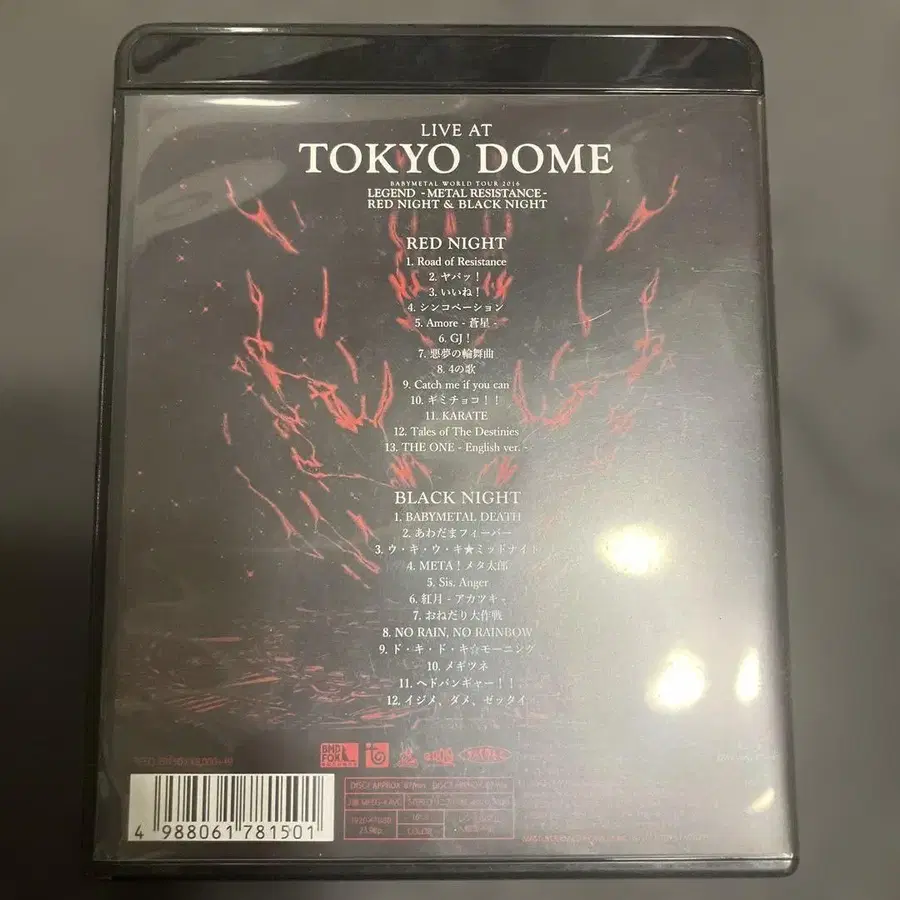 LIVE AT
TOKYO DOME
BABYMETAL WORLD TOUR 2016
LEGEND - METAL RESISTANCE -
RED NIGHT & BLACK NIGHT
RED NIGHT
1. Road of Resistance
2. ヤバッ！
3. いいね！
4. シンコペーション
5. Amore - 蒼星 -
6. GJ！
7. 悪夢の輪舞曲
8. 4の歌
9. Catch me if you can
10. ギミチョコ！！
11. KARATE
12. Tales of The Destinies
13. THE ONE - English ver. -
BLACK NIGHT
1. BABYMETAL DEATH
2. あわだまフィーバー
3. ウ・キ・ウ・キ★ミッドナイト
4. META！メタ太郎
5. Sis. Anger
6. 紅月 - アカツキ -
7. おねだり大作戦
8. NO RAIN, NO RAINBOW
9. ド・キ・ド・キ☆モーニング
10. メギツネ
11. ヘドバンギャー！！
12. イジメ、ダメ、ゼッタイ
BMD
FOX
4 988061 781501
COLOR